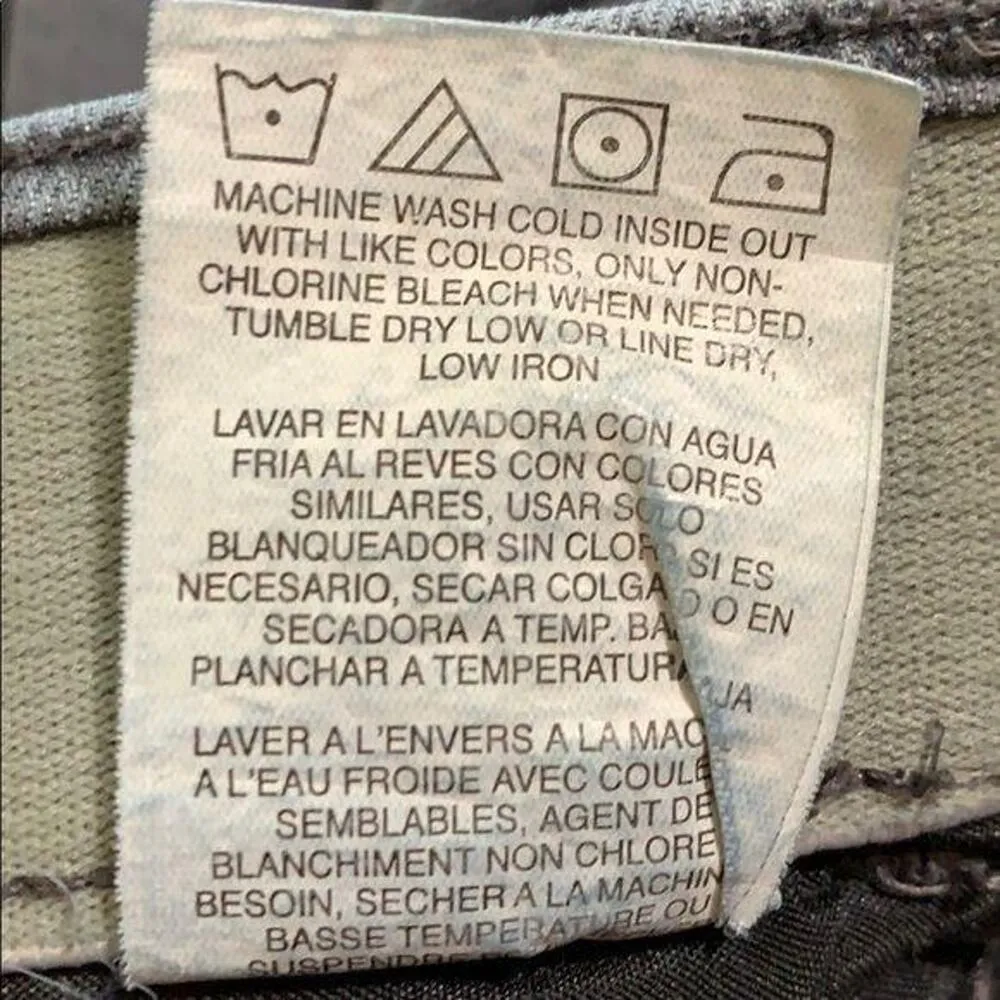 MACHINE WASH COLD INSIDE OUT
WITH LIKE COLORS, ONLY NON-
CHLORINE BLEACH WHEN NEEDED,
TUMBLE DRY LOW OR LINE DRY,
LOW IRON
LAVAR EN LAVADORA CON AGUA
FRIA AL REVES CON COLORES
SIMILARES, USAR SOLO
BLANQUEADOR SIN CLOR SI ES
NECESARIO, SECAR COLGA DO O EN
SECADORA A TEMP. BA
PLANCHAR A TEMPERATURA JA
LAVER A L'ENVERS A LA MAC
A L'EAU FROIDE AVEC COULE
SEMBLABLES, AGENT DE
BLANCHIMENT NON CHLORE
BESOIN, SECHER A LA MACHIN
BASSE TEMPERATURE OU
SUSPENDRE